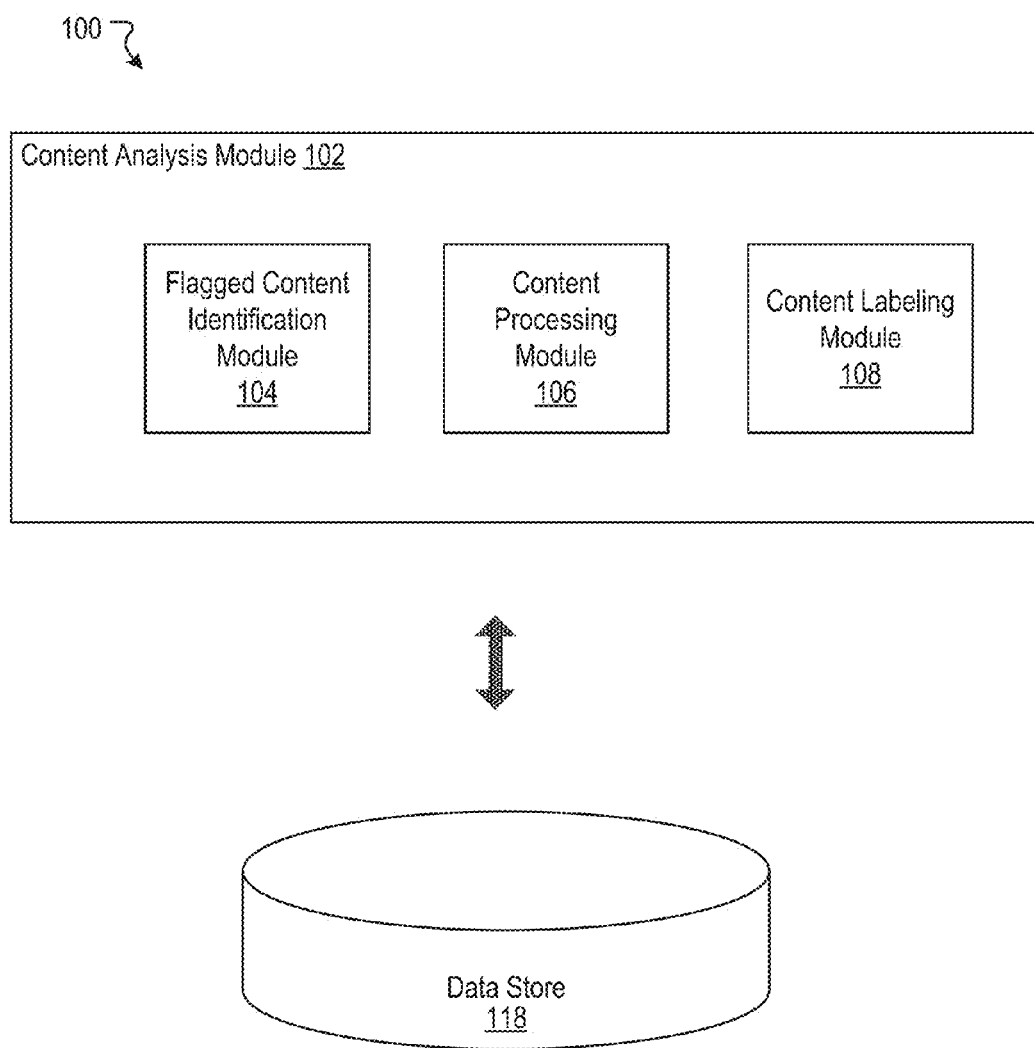 100
Content Analysis Module 102
Flagged Content
Identification
Module
104
Content
Processing
Module
106
Content Labeling
Module
108
Data Store
118